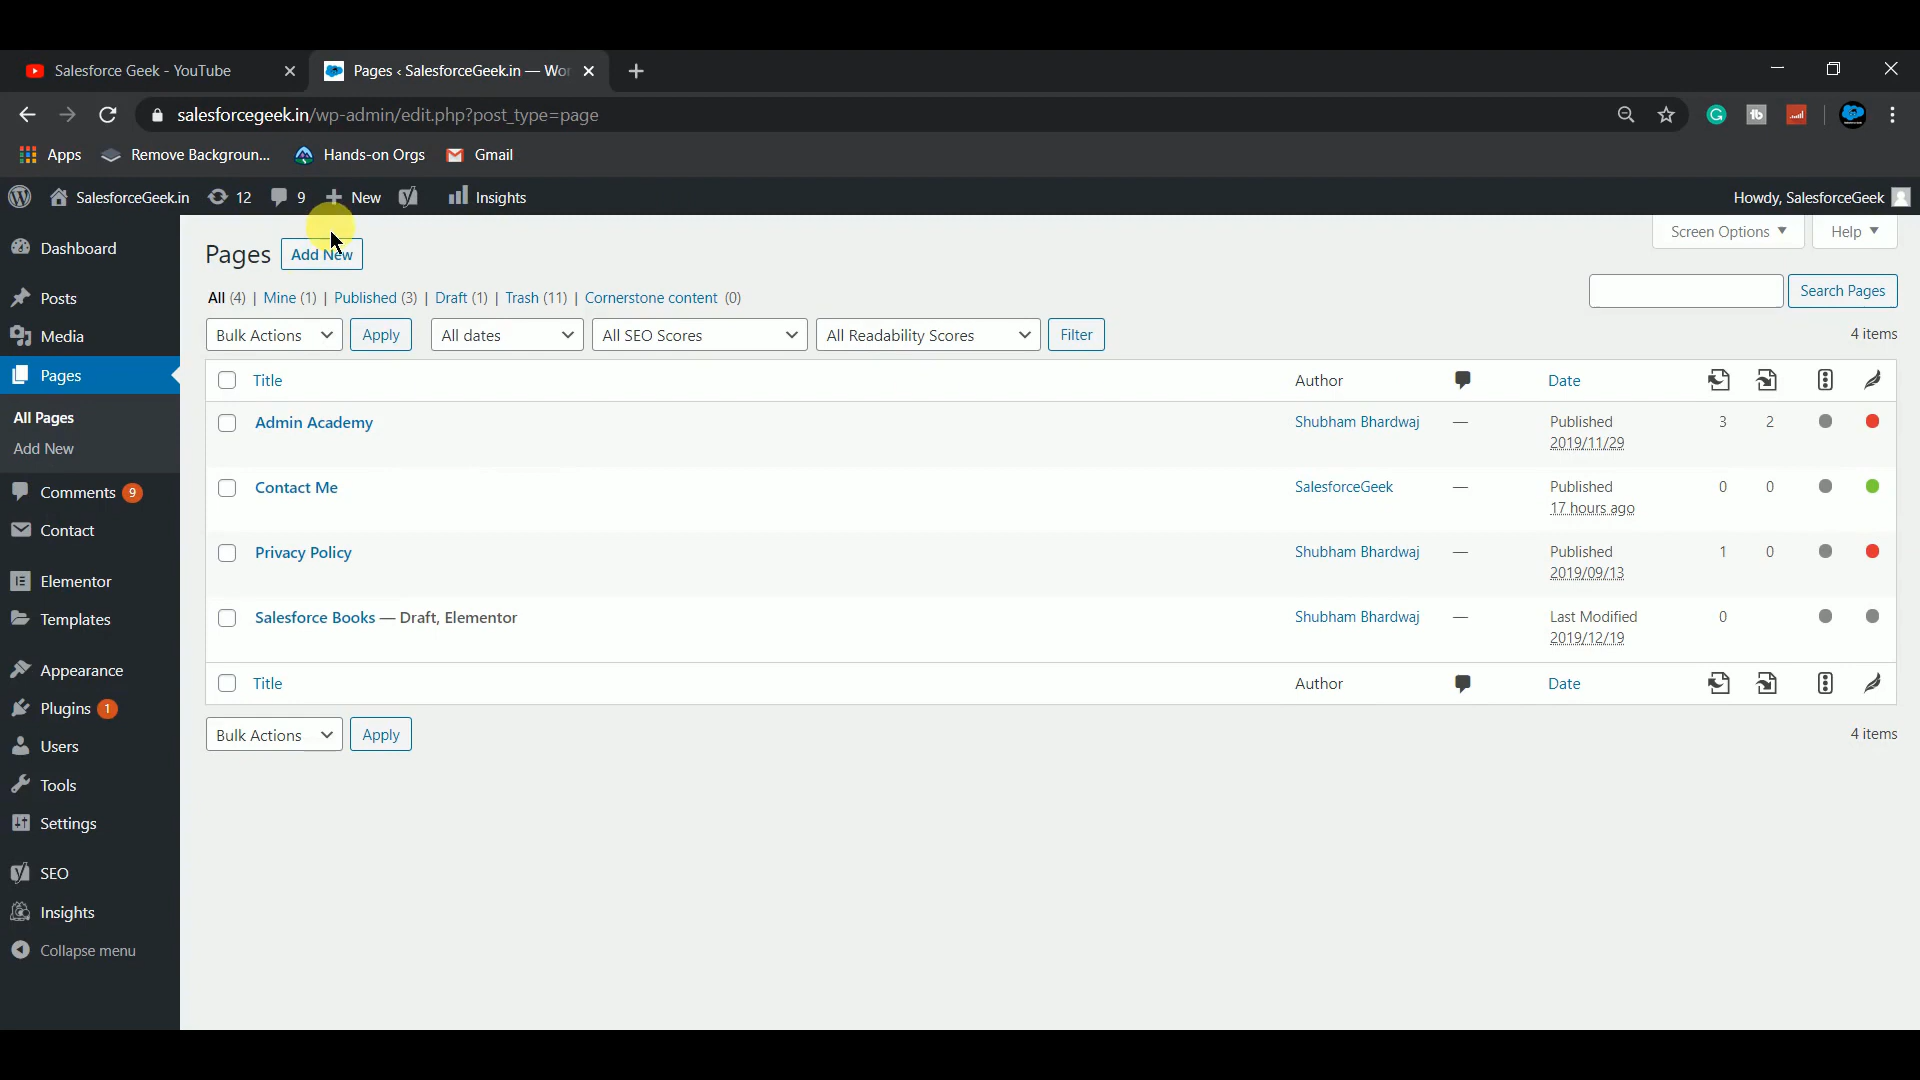 Salesforce Geek - YouTube
Pages ‹ SalesforceGeek.in — Wor
salesforcegeek.in/wp-admin/edit.php?post_type=page
Apps
Remove Backgroun...
Hands-on Orgs
Gmail
SalesforceGeek.in
12
9
New
Insights
Howdy, SalesforceGeek
Dashboard
Posts
Media
Pages
All Pages
Add New
Comments 9
Contact
Elementor
Templates
Appearance
Plugins 1
Users
Tools
Settings
SEO
Insights
Collapse menu
Pages
Add New
Screen Options
Help
All (4) | Mine (1) | Published (3) | Draft (1) | Trash (11) | Cornerstone content (0)
Search Pages
Bulk Actions
Apply
All dates
All SEO Scores
All Readability Scores
Filter
4 items
Title Author Date
Admin Academy Shubham Bhardwaj — Published 3 2
2019/11/29
Contact Me SalesforceGeek — Published 0 0
17 hours ago
Privacy Policy Shubham Bhardwaj — Published 1 0
2019/09/13
Salesforce Books — Draft, Elementor Shubham Bhardwaj — Last Modified 0
2019/12/19
Title Author Date
Bulk Actions
Apply
4 items